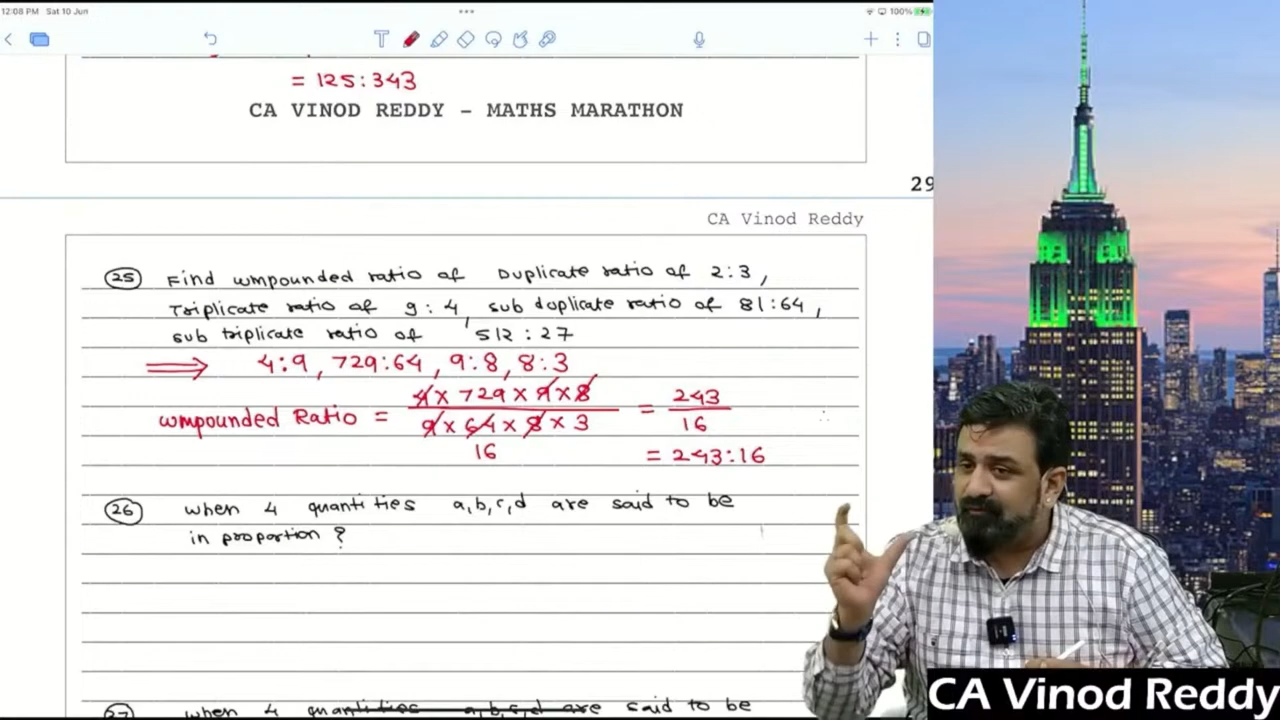 12:08 PM Sat 10 Jun
100%
T
= 125:343
CA VINOD REDDY - MATHS MARATHON
29
CA Vinod Reddy
25 Find compounded ratio of Duplicate ratio of 2:3,
Triplicate ratio of 9:4, sub duplicate ratio of 81:64,
sub triplicate ratio of 512:27
⟹ 4:9, 729:64, 9:8, 8:3
compounded Ratio = 4 x 729 x 9 x 8 / 9 x 64 x 8 x 3 = 243 / 16
16
= 243:16
26 when 4 quantities a,b,c,d are said to be
in proportion?
27 when 4 quantities a,b,c,d are said to be
CA Vinod Reddy